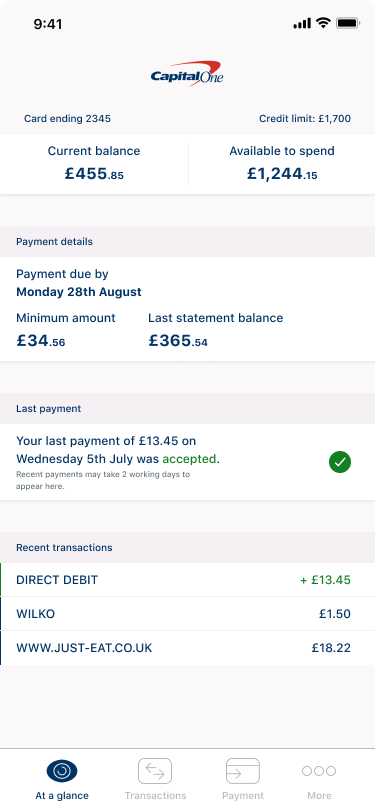 9:41
CapitalOne
Card ending 2345
Credit limit: £1,700
Current balance
Available to spend
£455.85
£1,244.15
Payment details
Payment due by
Monday 28th August
Minimum amount
Last statement balance
£34.56
£365.54
Last payment
Your last payment of £13.45 on
Wednesday 5th July was accepted.
Recent payments may take 2 working days to
appear here.
Recent transactions
DIRECT DEBIT
+ £13.45
WILKO
£1.50
WWW.JUST-EAT.CO.UK
£18.22
At a glance
Transactions
Payment
More